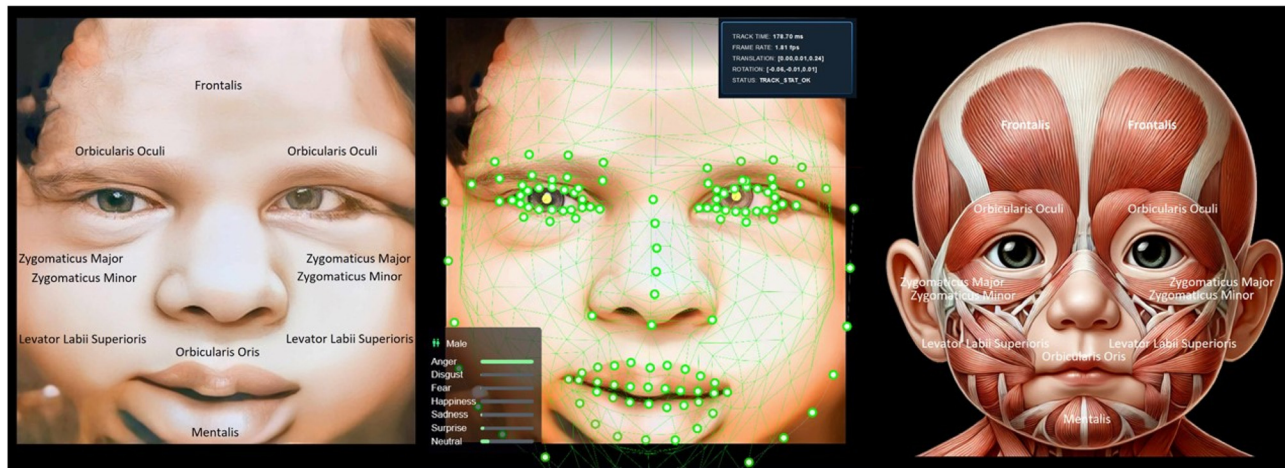 Frontalis
Orbicularis Oculi
Orbicularis Oculi
Zygomaticus Major
Zygomaticus Major
Zygomaticus Minor
Zygomaticus Minor
Levator Labii Superioris
Levator Labii Superioris
Orbicularis Oris
Mentalis
TRACK TIME: 178.70 ms
FRAME RATE: 1.81 fps
TRANSLATION: [0.00,0.01,0.24]
ROTATION: [-0.06,-0.01,0.01]
STATUS: TRACK_STAT_OK
Male
Anger
Disgust
Fear
Happiness
Sadness
Surprise
Neutral
Frontalis
Frontalis
Orbicularis Oculi
Orbicularis Oculi
Zygomaticus Major
Zygomaticus Major
Zygomaticus Minor
Zygomaticus Minor
Levator Labii Superioris
Levator Labii Superioris
Orbicularis Oris
Mentalis